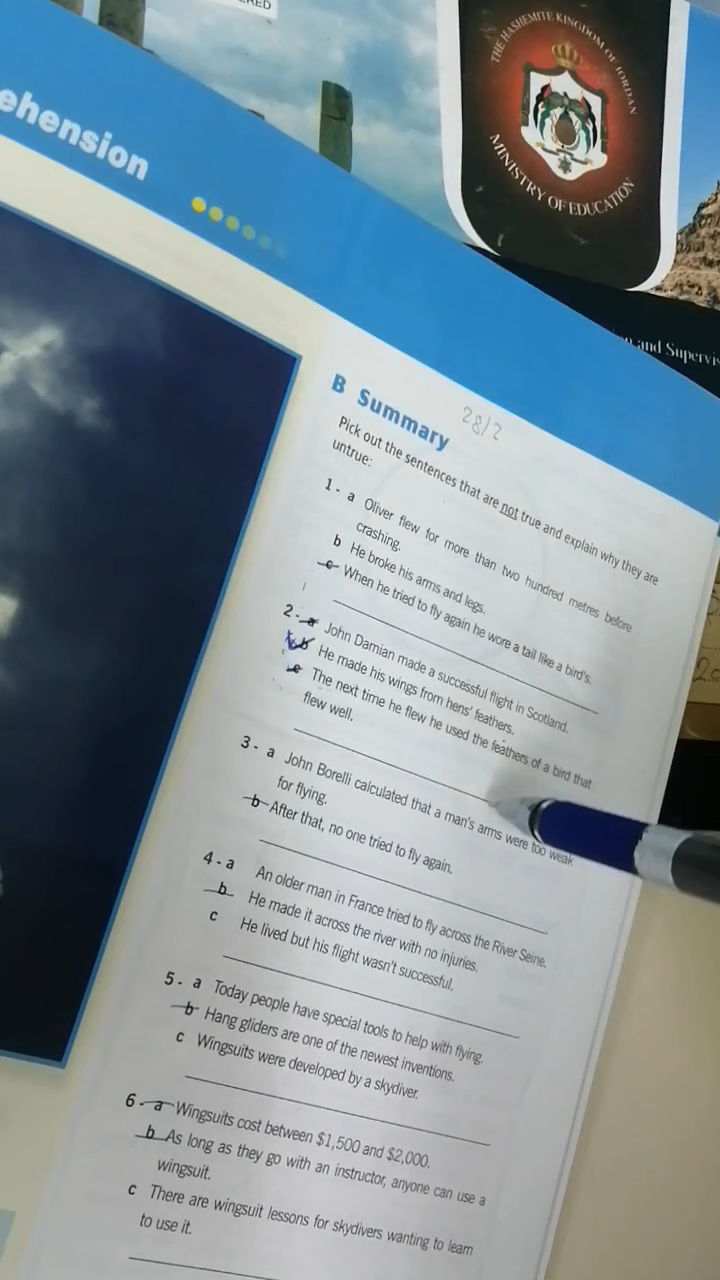 THE HASHEMITE KINGDOM OF JORDAN
MINISTRY OF EDUCATION
ehension
and Supervis
B Summary
28/2
Pick out the sentences that are not true and explain why they are
untrue:
1 - a Oliver flew for more than two hundred metres before
crashing.
b He broke his arms and legs.
c When he tried to fly again he wore a tail like a bird's.
2 - a John Damian made a successful flight in Scotland.
b He made his wings from hens' feathers.
c The next time he flew he used the feathers of a bird that
flew well.
3 - a John Borelli calculated that a man's arms were too weak
for flying.
b After that, no one tried to fly again.
4 - a An older man in France tried to fly across the River Seine.
b He made it across the river with no injuries.
c He lived but his flight wasn't successful.
5 - a Today people have special tools to help with flying.
b Hang gliders are one of the newest inventions.
c Wingsuits were developed by a skydiver.
6 - a Wingsuits cost between $1,500 and $2,000.
b As long as they go with an instructor, anyone can use a
wingsuit.
c There are wingsuit lessons for skydivers wanting to learn
to use it.